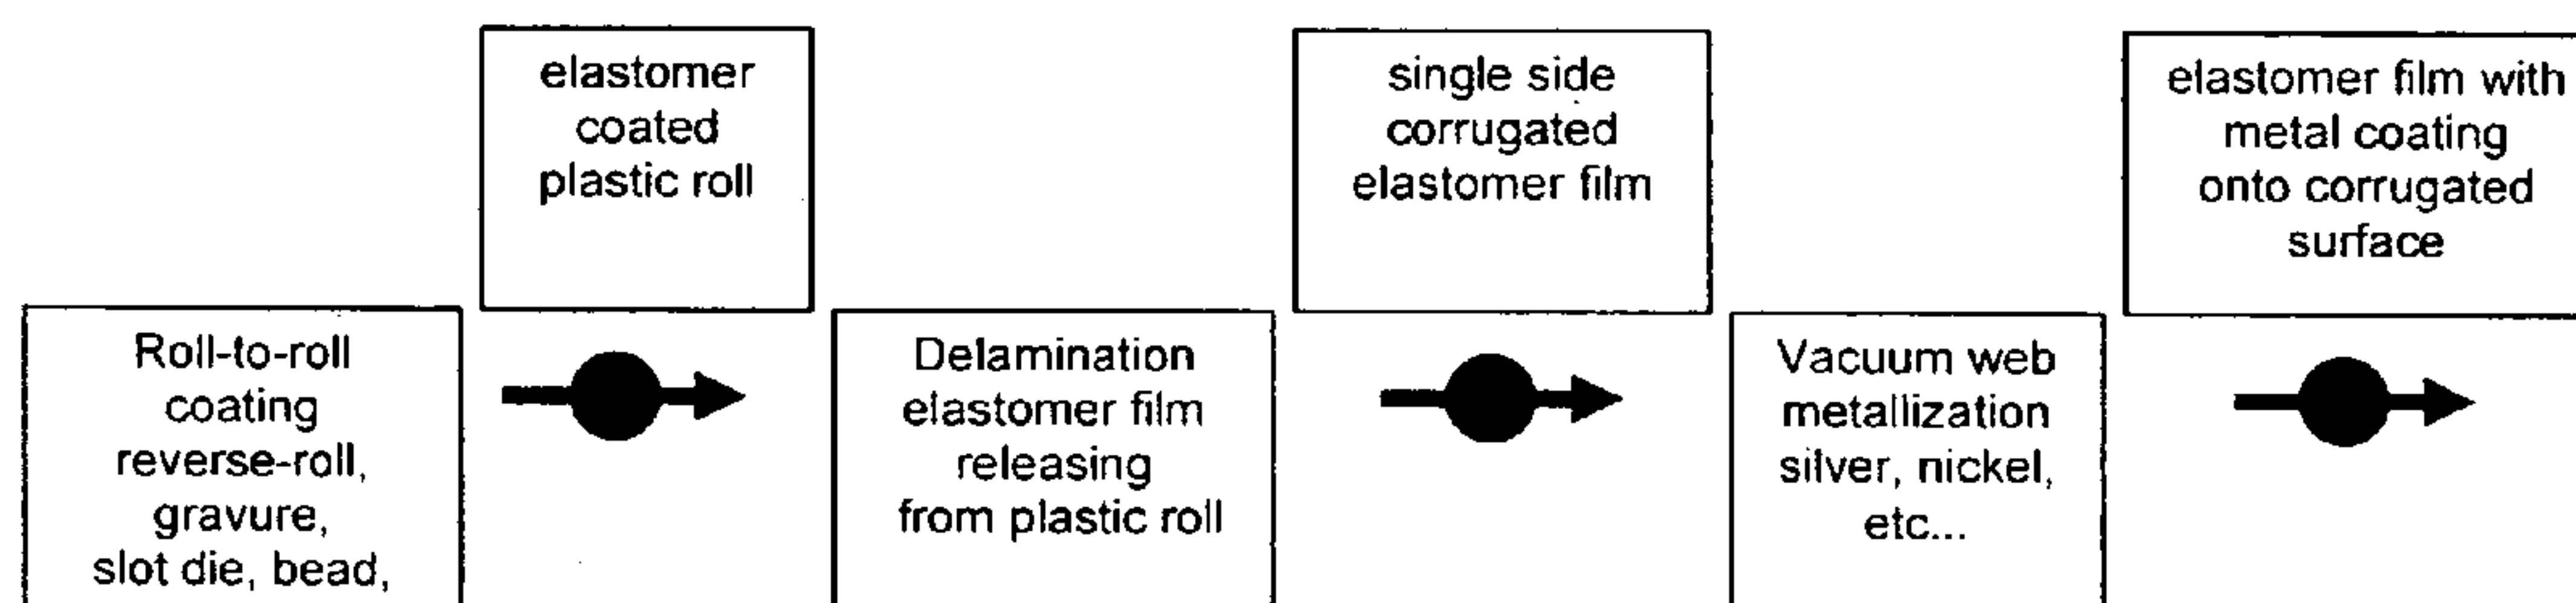 elastomer
coated
plastic roll
single side
corrugated
elastomer film
elastomer film with
metal coating
onto corrugated
surface
Roll-to-roll
coating
reverse-roll,
gravure,
slot die, bead,
Delamination
elastomer film
releasing
from plastic roll
Vacuum web
metallization
silver, nickel,
etc...